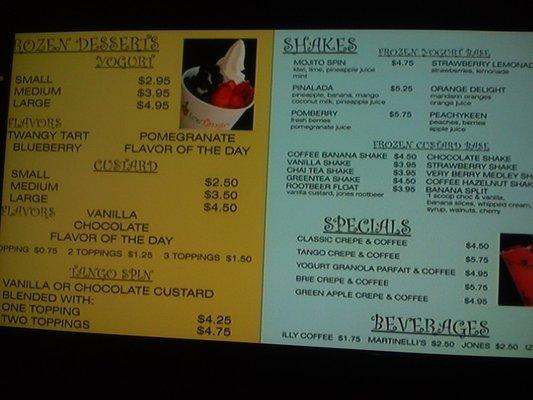 ROZEN DESSERTS
YOGURT
SMALL $2.95
MEDIUM $3.95
LARGE $4.95
FLAVORS
TWANGY TART POMEGRANATE
BLUEBERRY FLAVOR OF THE DAY
CUSTARD
SMALL $2.50
MEDIUM $3.50
LARGE $4.50
FLAVORS
VANILLA
CHOCOLATE
FLAVOR OF THE DAY
OPPING $0.75 2 TOPPINGS $1.25 3 TOPPINGS $1.50
TANGO SPIN
VANILLA OR CHOCOLATE CUSTARD
BLENDED WITH:
ONE TOPPING $4.25
TWO TOPPINGS $4.75
SHAKES
FROZEN YOGURT BASE
MOJITO SPIN $4.75
kiwi, lime, pineapple juice
mint
PINALADA $5.25
pineapple, banana, mango
coconut milk, pineapple juice
POMBERRY $5.75
fresh berries
pomegranate juice
STRAWBERRY LEMONAD
strawberries, lemonade
ORANGE DELIGHT
mandarin oranges
orange juice
PEACHYKEEN
peaches, berries
apple juice
FROZEN CUSTARD BASE
COFFEE BANANA SHAKE $4.50
VANILLA SHAKE $3.95
CHAI TEA SHAKE $3.95
GREENTEA SHAKE $4.50
ROOTBEER FLOAT $3.95
vanilla custard, jones rootbeer
CHOCOLATE SHAKE
STRAWBERRY SHAKE
VERY BERRY MEDLEY SH
COFFEE HAZELNUT SHA
BANANA SPLIT
1 scoop choc & vanilla,
banana slices, whipped cream,
syrup, walnuts, cherry
SPECIALS
CLASSIC CREPE & COFFEE $4.50
TANGO CREPE & COFFEE $5.75
YOGURT GRANOLA PARFAIT & COFFEE $4.95
BRIE CREPE & COFFEE $5.75
GREEN APPLE CREPE & COFFEE $4.95
BEVERAGES
ILLY COFFEE $1.75 MARTINELLI'S $2.50 JONES $2.50 IZ